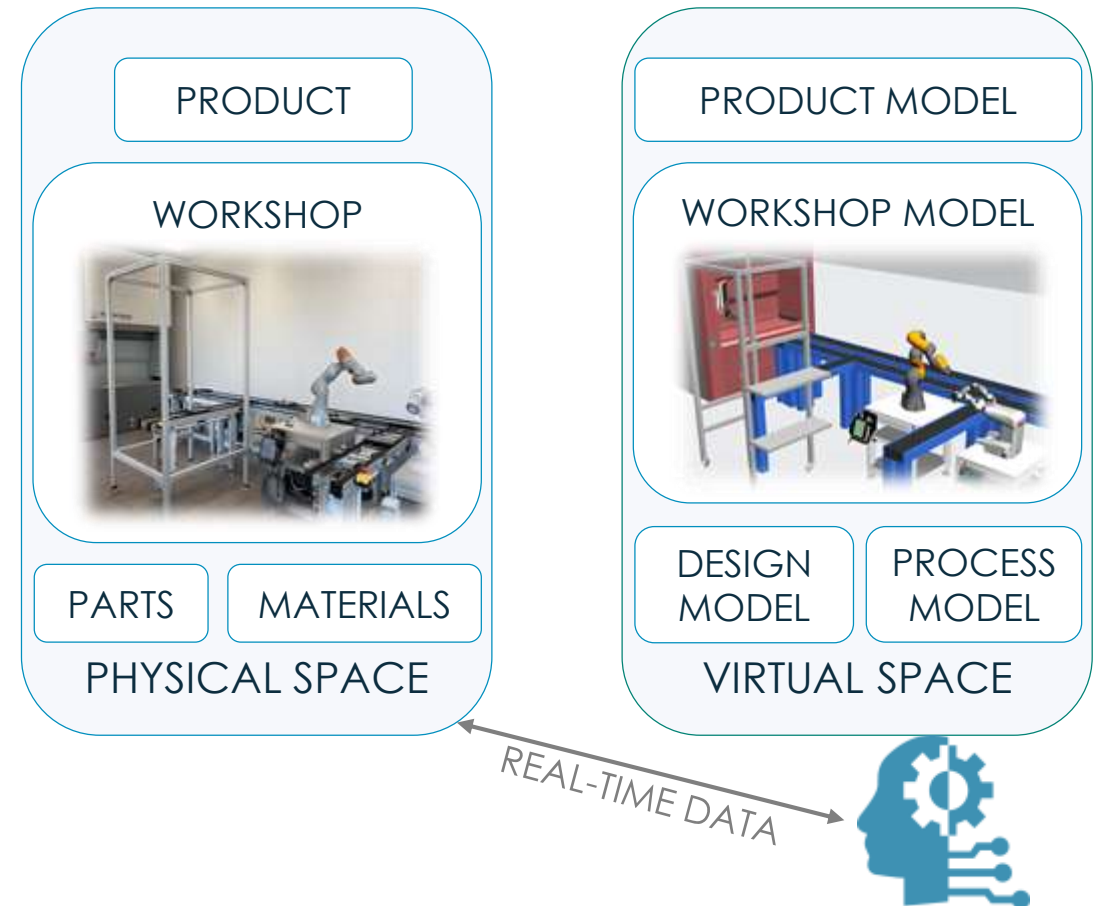 PRODUCT
WORKSHOP
PARTS
MATERIALS
PHYSICAL SPACE
PRODUCT MODEL
WORKSHOP MODEL
DESIGN
MODEL
PROCESS
MODEL
VIRTUAL SPACE
REAL-TIME DATA